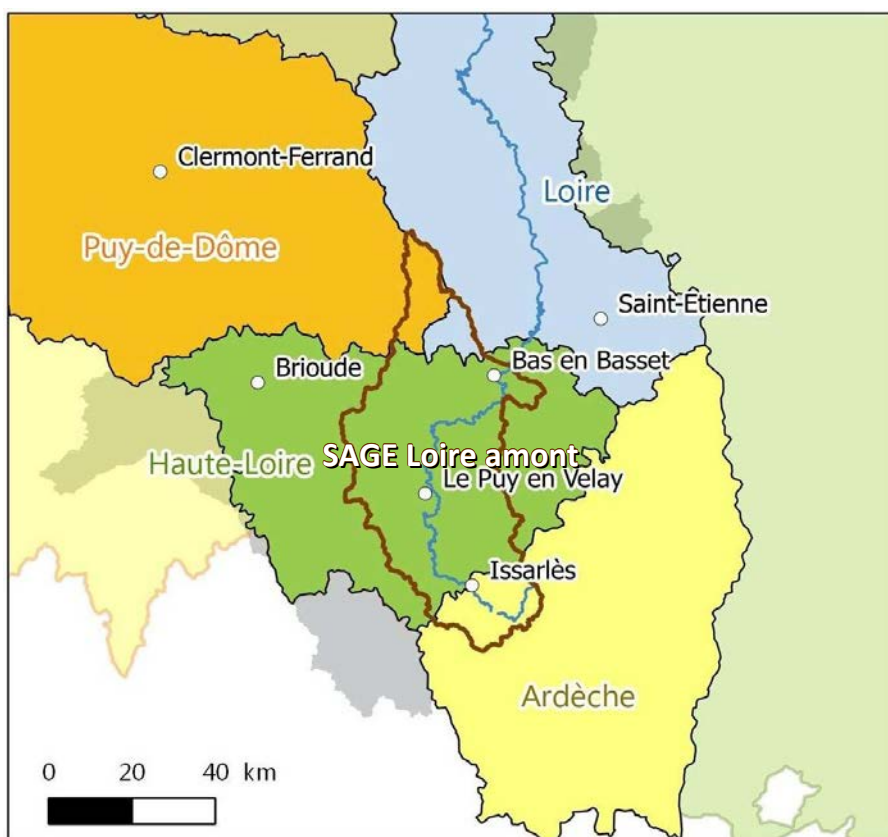 Clermont-Ferrand
Loire
Puy-de-Dôme
Saint-Étienne
Brioude
Bas en Basset
Haute-Loire
SAGE Loire amont
Le Puy en Velay
Issarlès
Ardèche
0 20 40 km